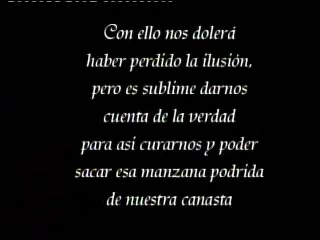 Con ello nos dolerá
haber perdido la ilusión,
pero es sublime darnos
cuenta de la verdad
para así curarnos y poder
sacar esa manzana podrida
de nuestra canasta